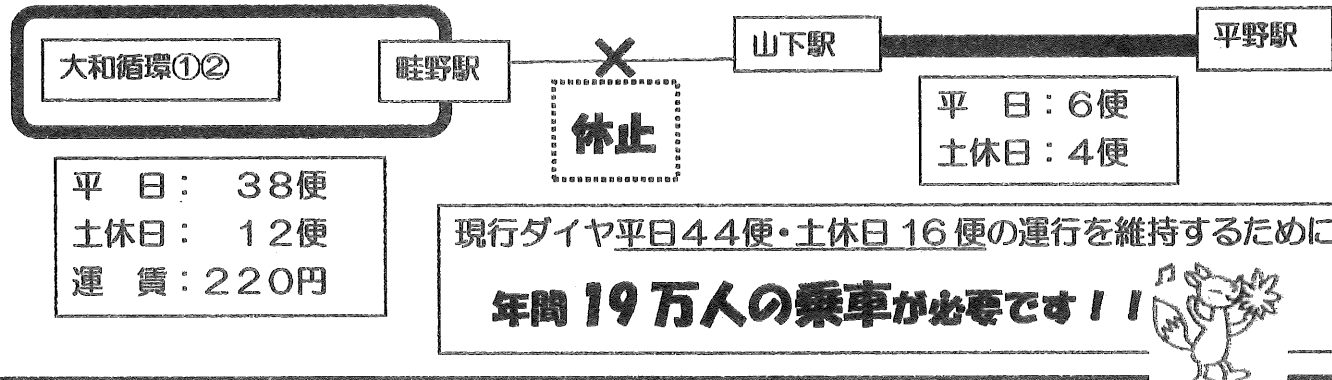 大和循環①②
畦野駅
山下駅
平野駅
休止
平　日：６便
土休日：４便
平　日：　３８便
土休日：　１２便
運　賃：２２０円
現行ダイヤ平日４４便・土休日 16 便の運行を維持するために
年間 19 万人の乗車が必要です！！